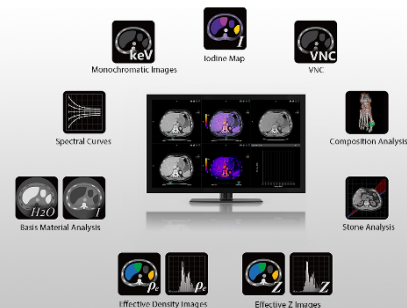 keV
Monochromatic Images
I
Iodine Map
VNC
VNC
Spectral Curves
Composition Analysis
H2O
I
Basis Material Analysis
Stone Analysis
ρe
ρe
Effective Density Images
Z
Z
Effective Z Images